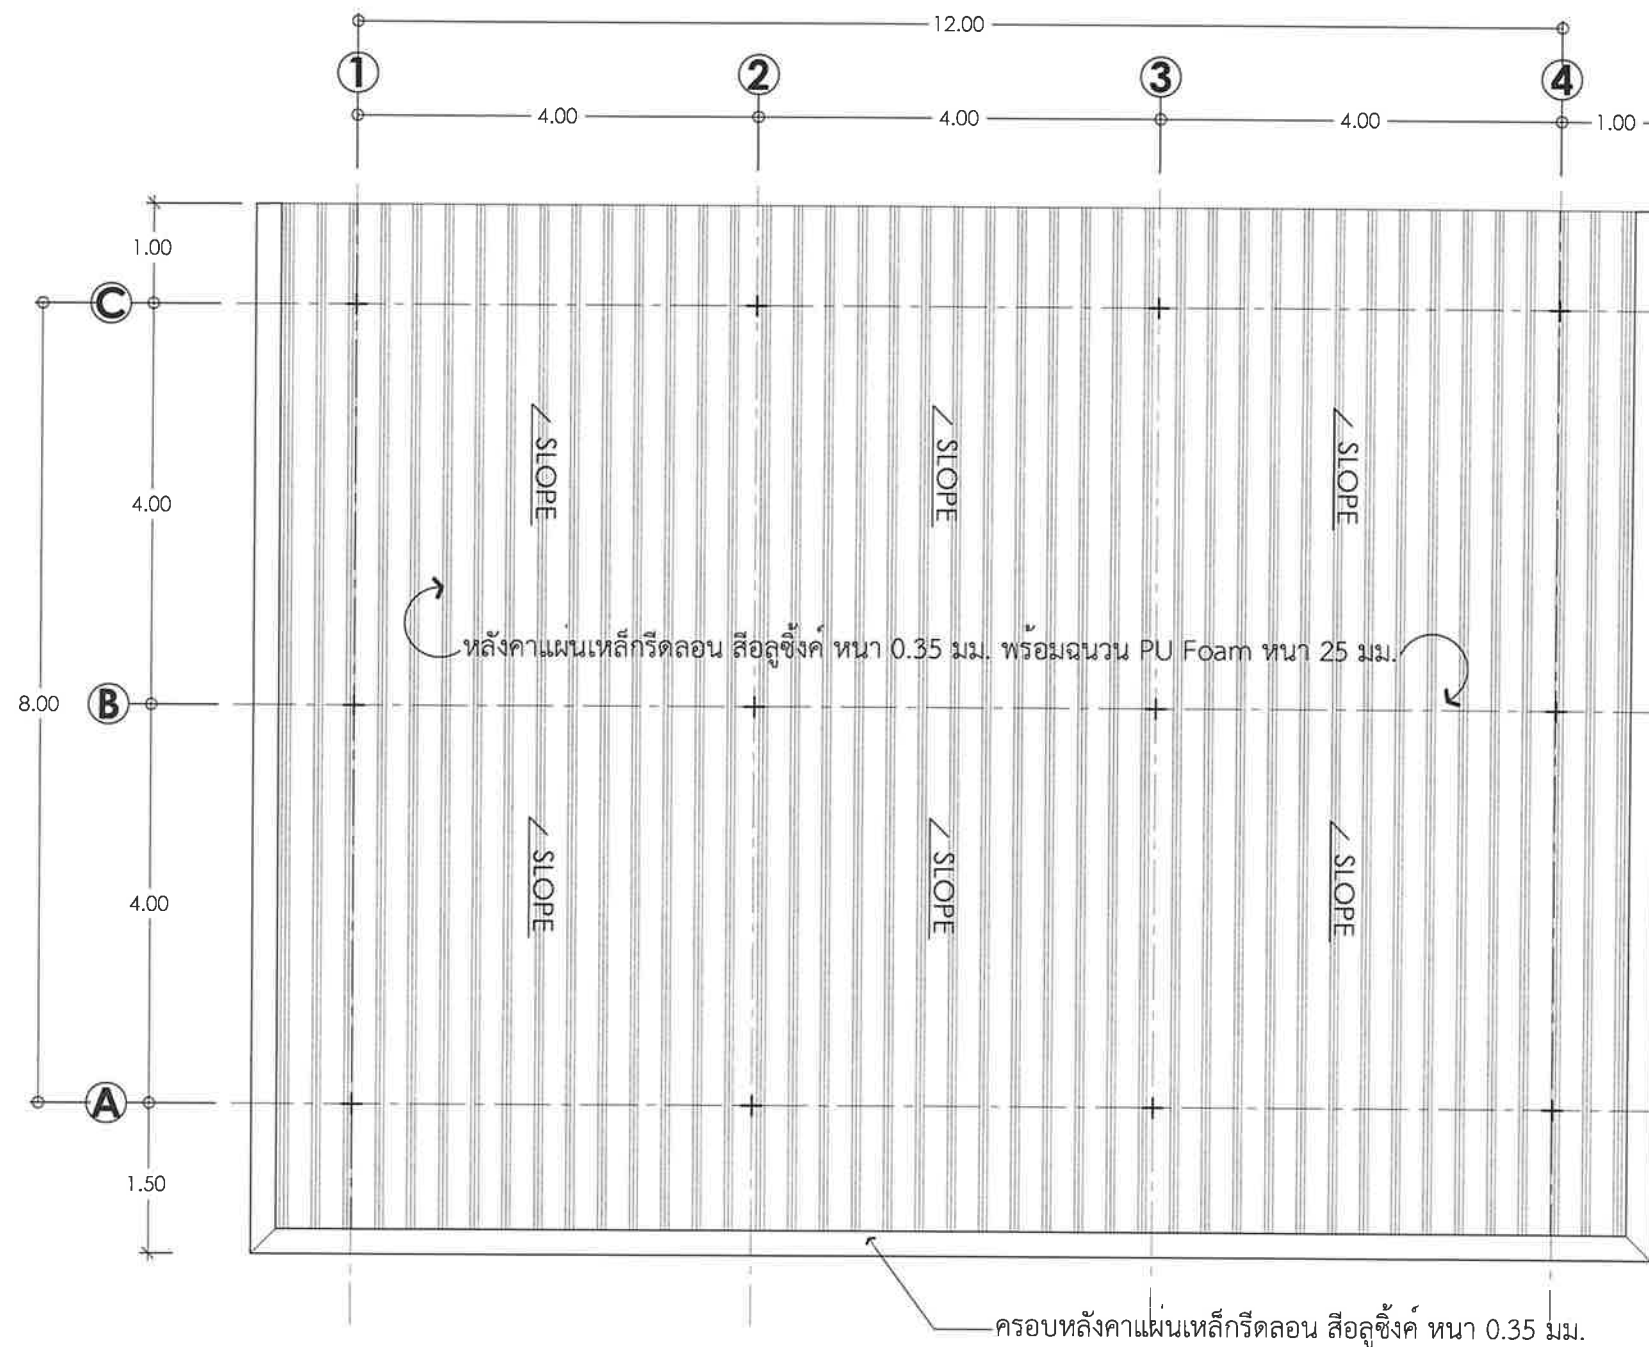 12.00
1 2 3 4
4.00 4.00 4.00 1.00
1.00
C
SLOPE SLOPE SLOPE
4.00
หลังคาแผ่นเหล็กรีดลอน สีอลูซิ้งค์ หนา 0.35 มม. พร้อมฉนวน PU Foam หนา 25 มม.
8.00 B
SLOPE SLOPE SLOPE
4.00
A
1.50
ครอบหลังคาแผ่นเหล็กรีดลอน สีอลูซิ้งค์ หนา 0.35 มม.